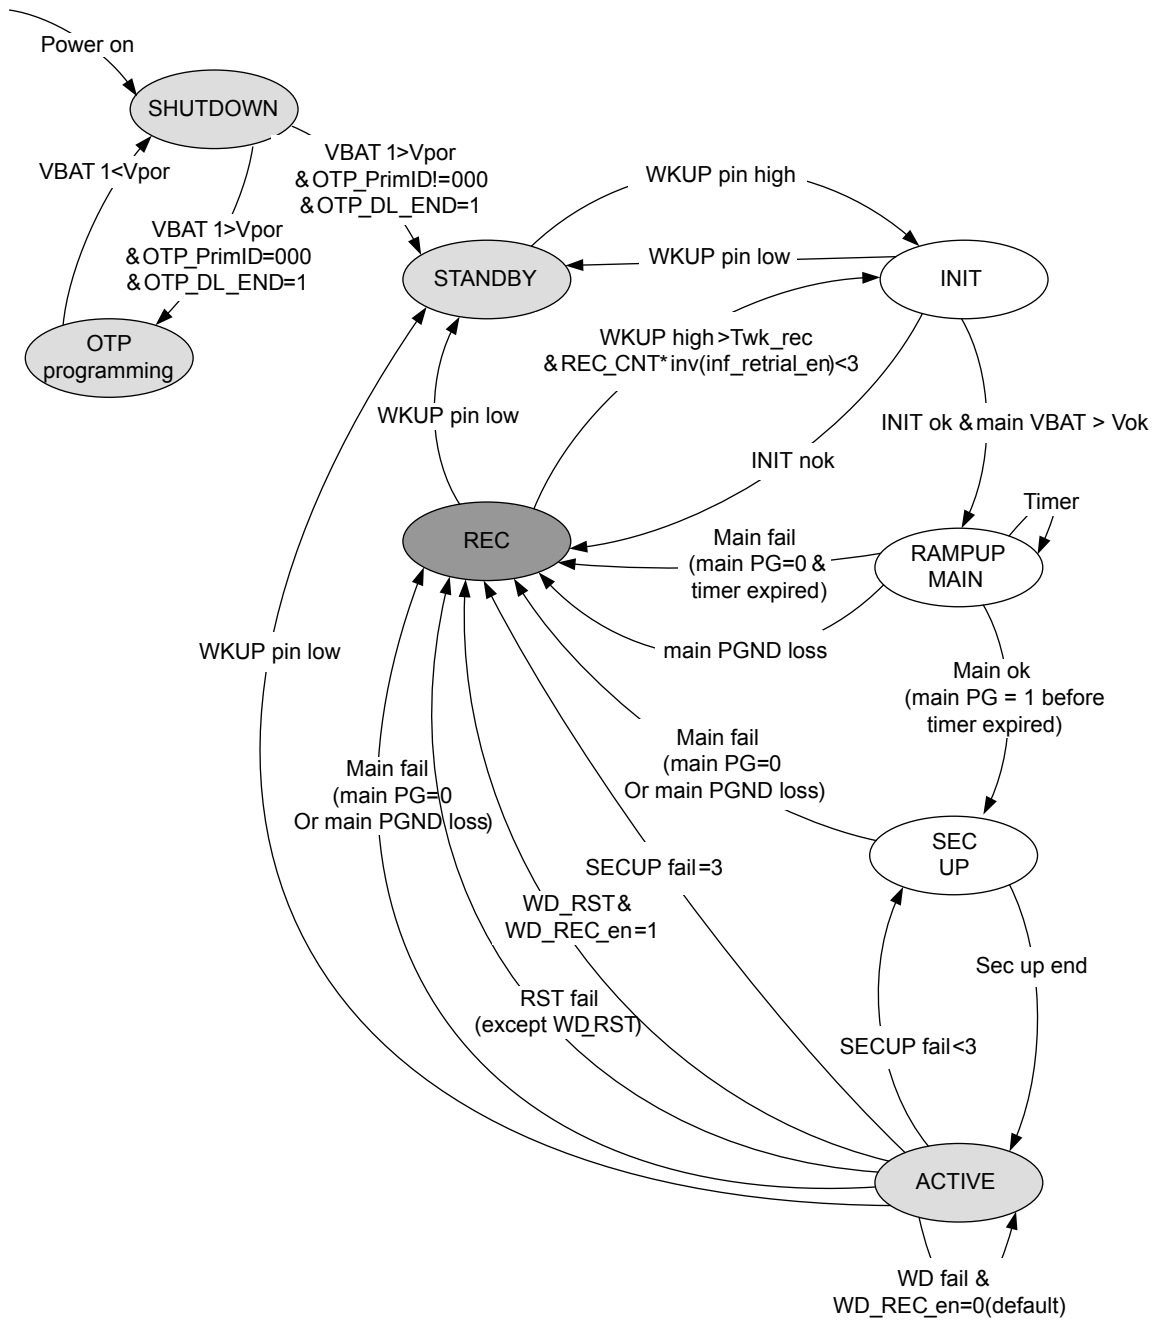 Power on
SHUTDOWN
VBAT 1<Vpor
VBAT 1>Vpor
& OTP_PrimID!=000
& OTP_DL_END=1
VBAT 1>Vpor
& OTP_PrimID=000
& OTP_DL_END=1
OTP
programming
WKUP pin high
STANDBY
WKUP pin low
INIT
WKUP high >Twk_rec
& REC_CNT* inv(inf_retrial_en)<3
WKUP pin low
INIT ok & main VBAT > Vok
INIT nok
Timer
REC
Main fail
(main PG=0 &
timer expired)
RAMPUP
MAIN
main PGND loss
WKUP pin low
Main ok
(main PG = 1 before
timer expired)
Main fail
(main PG=0
Or main PGND loss)
Main fail
(main PG=0
Or main PGND loss)
SEC
UP
SECUP fail=3
WD_RST &
WD_REC_en=1
Sec up end
RST fail
(except WD_RST)
SECUP fail<3
ACTIVE
WD fail &
WD_REC_en=0(default)